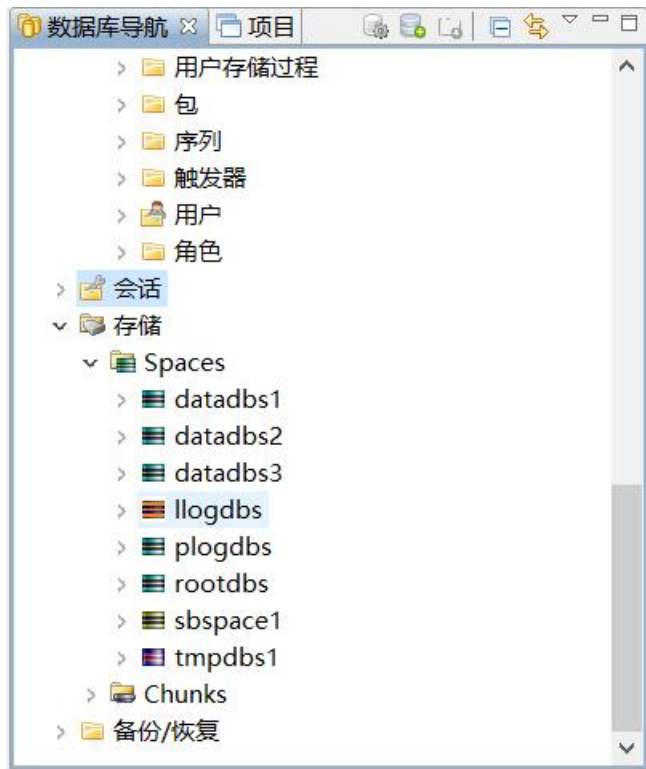 数据库导航 项目
用户存储过程
包
序列
触发器
用户
角色
会话
存储
Spaces
datadbs1
datadbs2
datadbs3
llogdbs
plogdbs
rootdbs
sbspace1
tmpdbs1
Chunks
备份/恢复